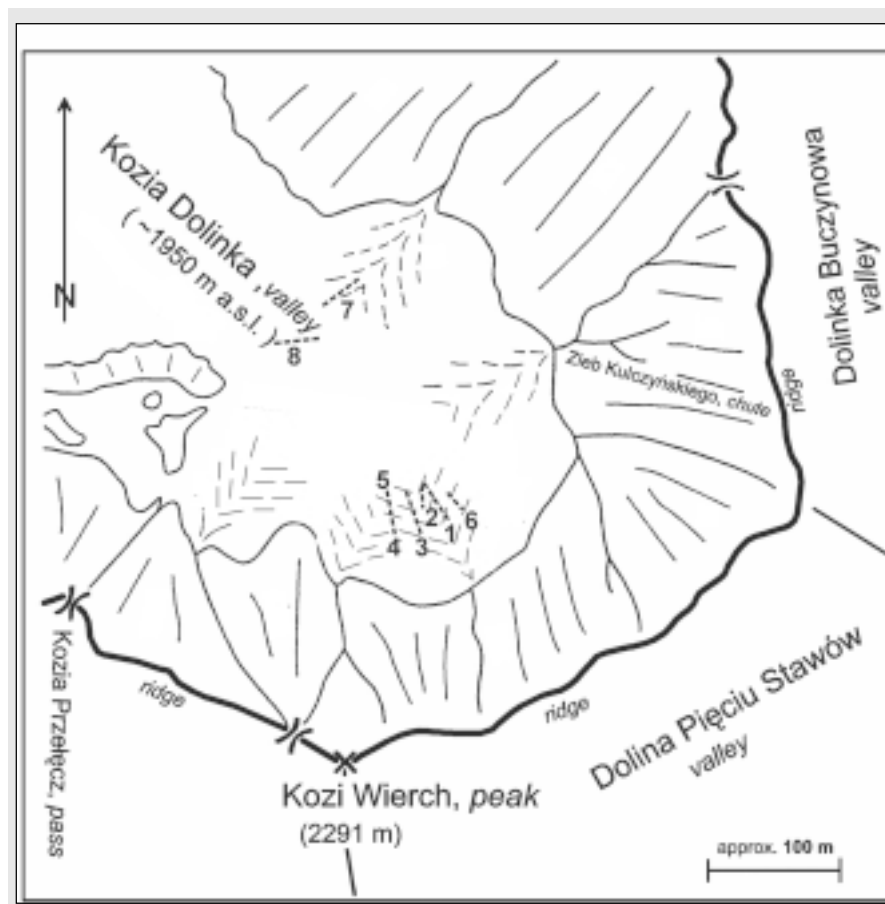 Kozia Dolinka ,valley
( ~1950 m a.s.l. )
N
7
8
Dolinka Buczynowa
valley
Żleb Kulczyńskiego, chute
ridge
5
2
6
1
4
3
Kozia Przełęcz, pass
ridge
ridge
Dolina Pięciu Stawów
valley
Kozi Wierch, peak
(2291 m)
approx. 100 m